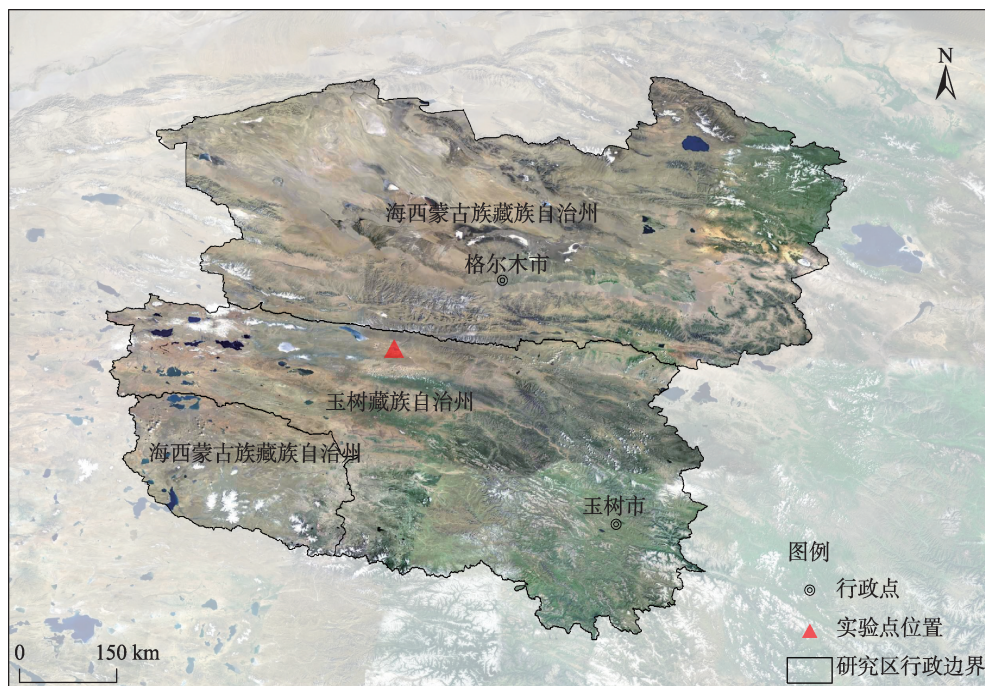 N
海西蒙古族藏族自治州
格尔木市
玉树藏族自治州
海西蒙古族藏族自治州
玉树市
图例
行政点
实验点位置
研究区行政边界
0 150 km